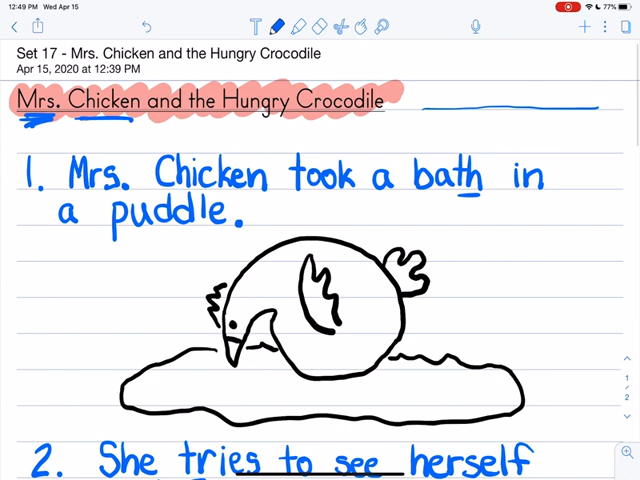 12:49 PM Wed Apr 15
77%
T
Set 17 - Mrs. Chicken and the Hungry Crocodile
Apr 15, 2020 at 12:39 PM
Mrs. Chicken and the Hungry Crocodile
1. Mrs. Chicken took a bath in
a puddle.
1
/
2
2. She tries to see herself